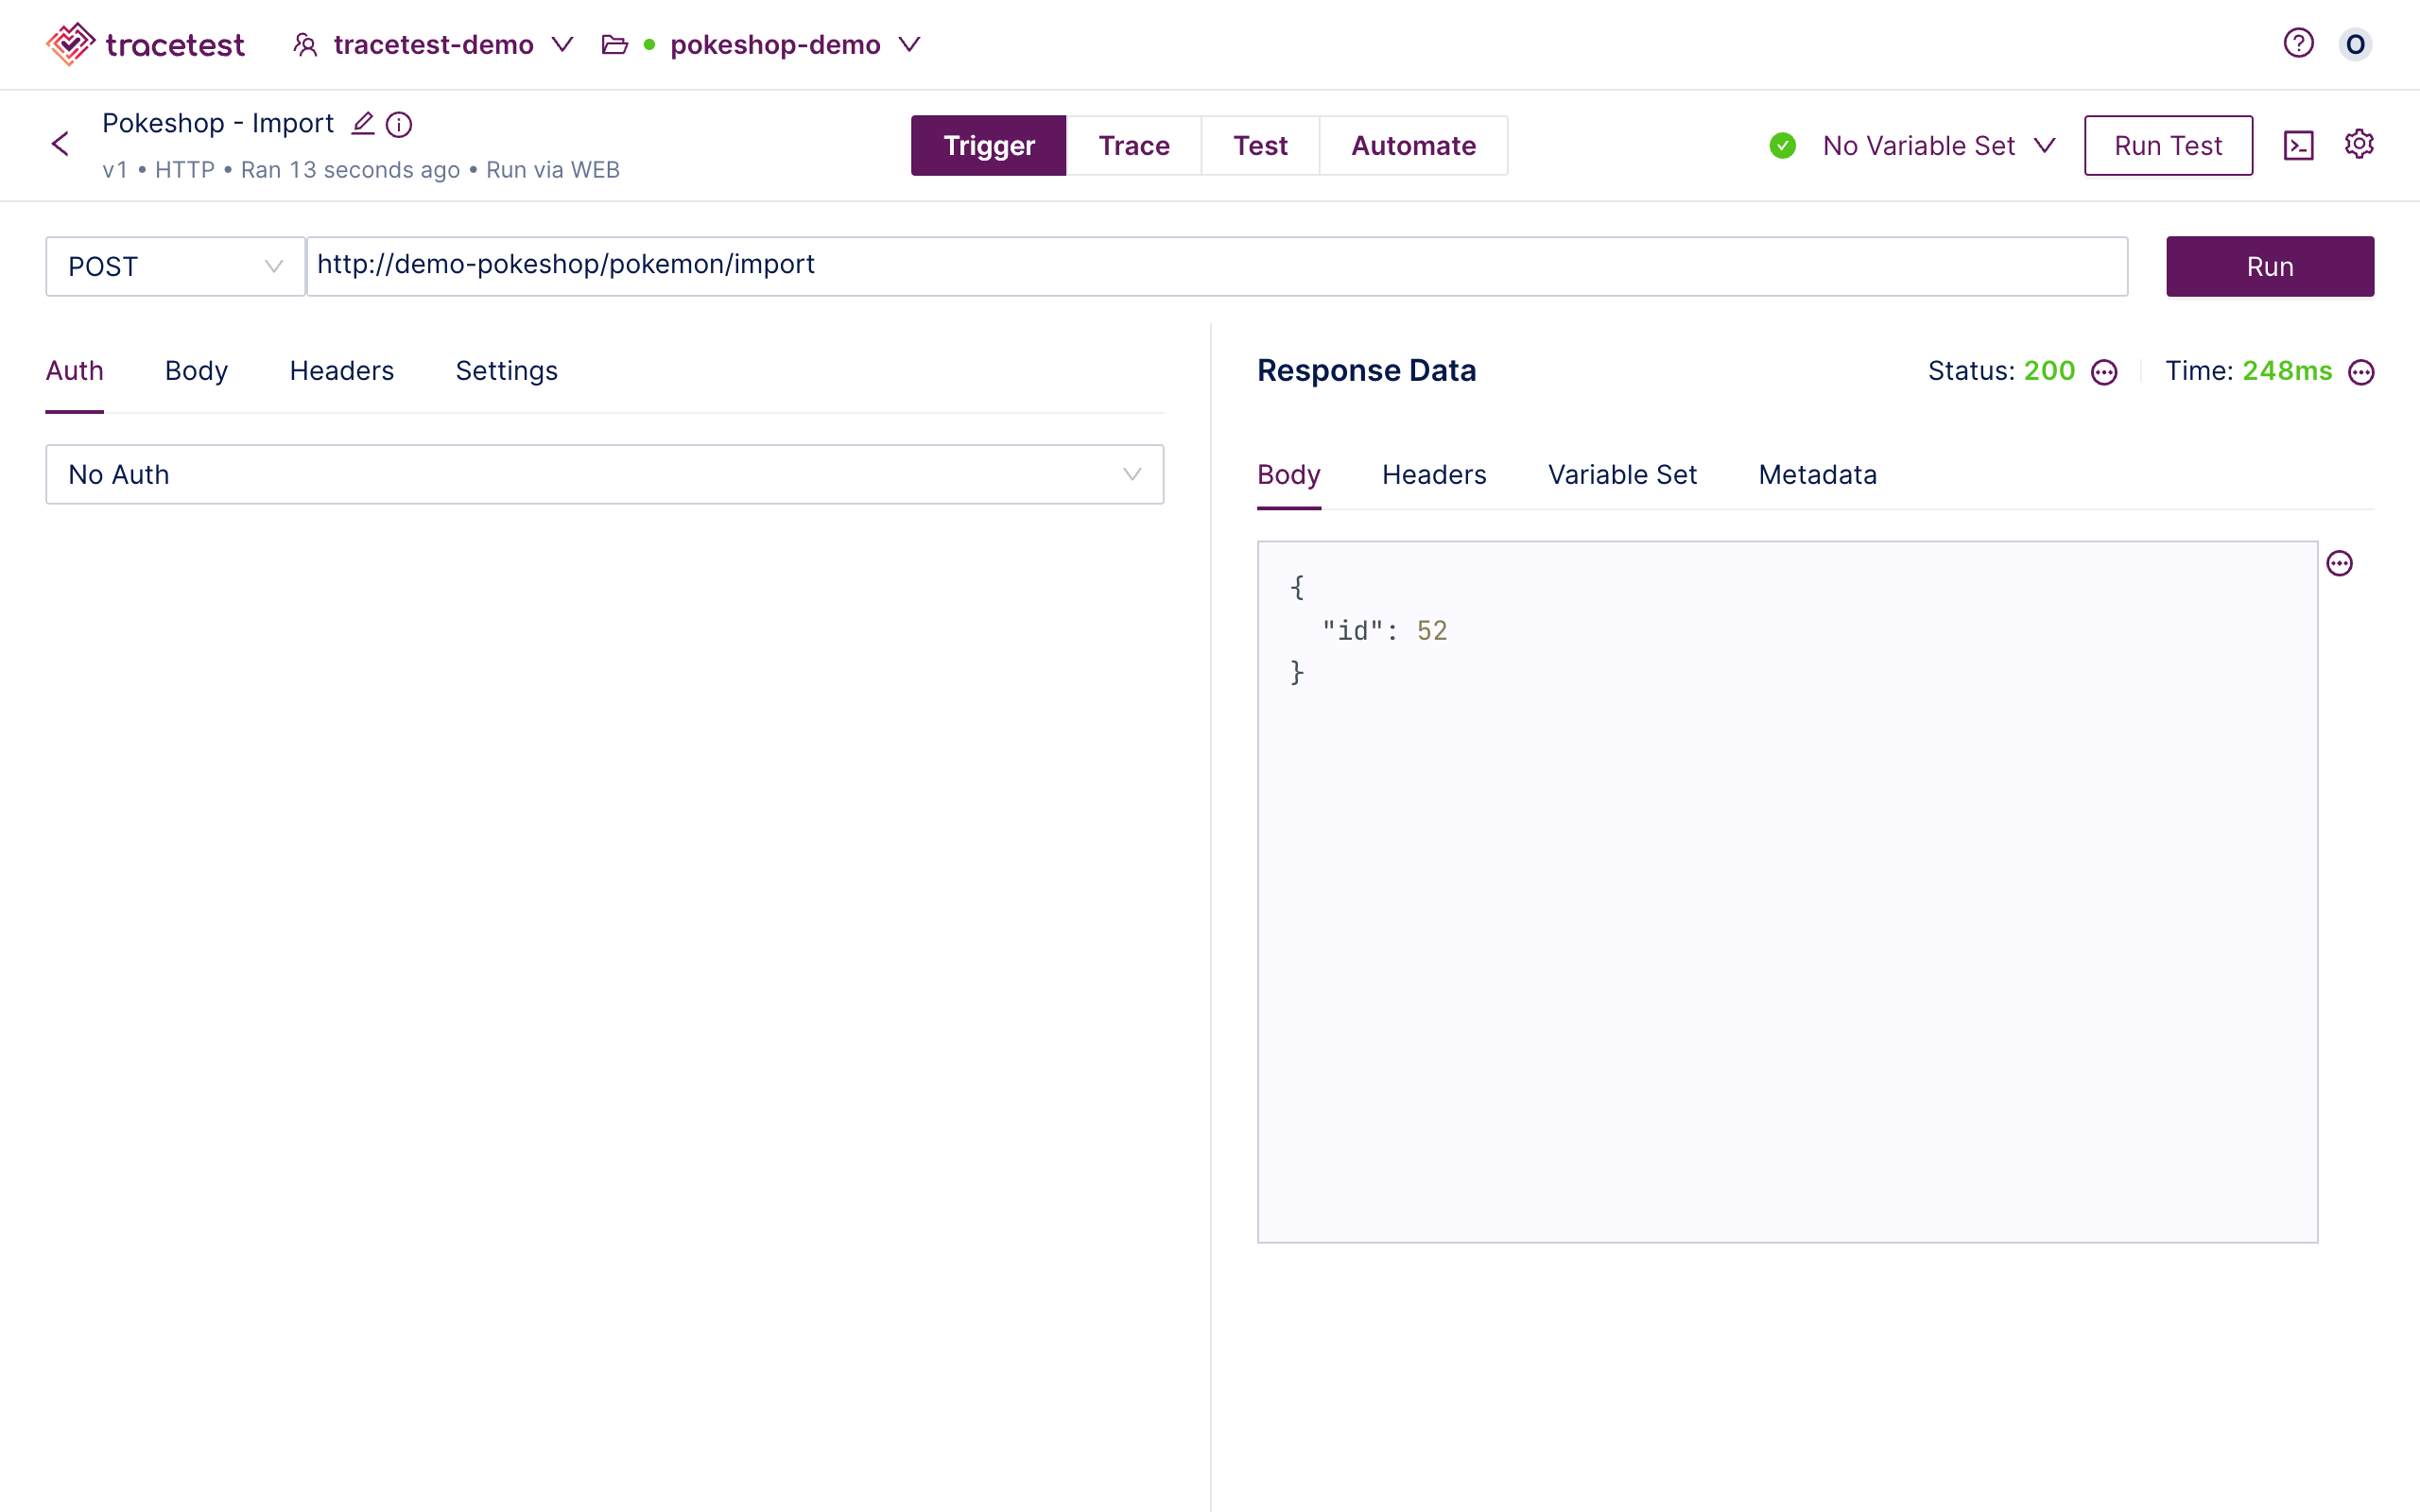 tracetest tracetest-demo pokeshop-demo O
Pokeshop - Import
v1 • HTTP • Ran 13 seconds ago • Run via WEB
Trigger Trace Test Automate
No Variable Set Run Test
POST http://demo-pokeshop/pokemon/import Run
Auth Body Headers Settings
No Auth
Response Data Status: 200 Time: 248ms
Body Headers Variable Set Metadata
{
"id": 52
}